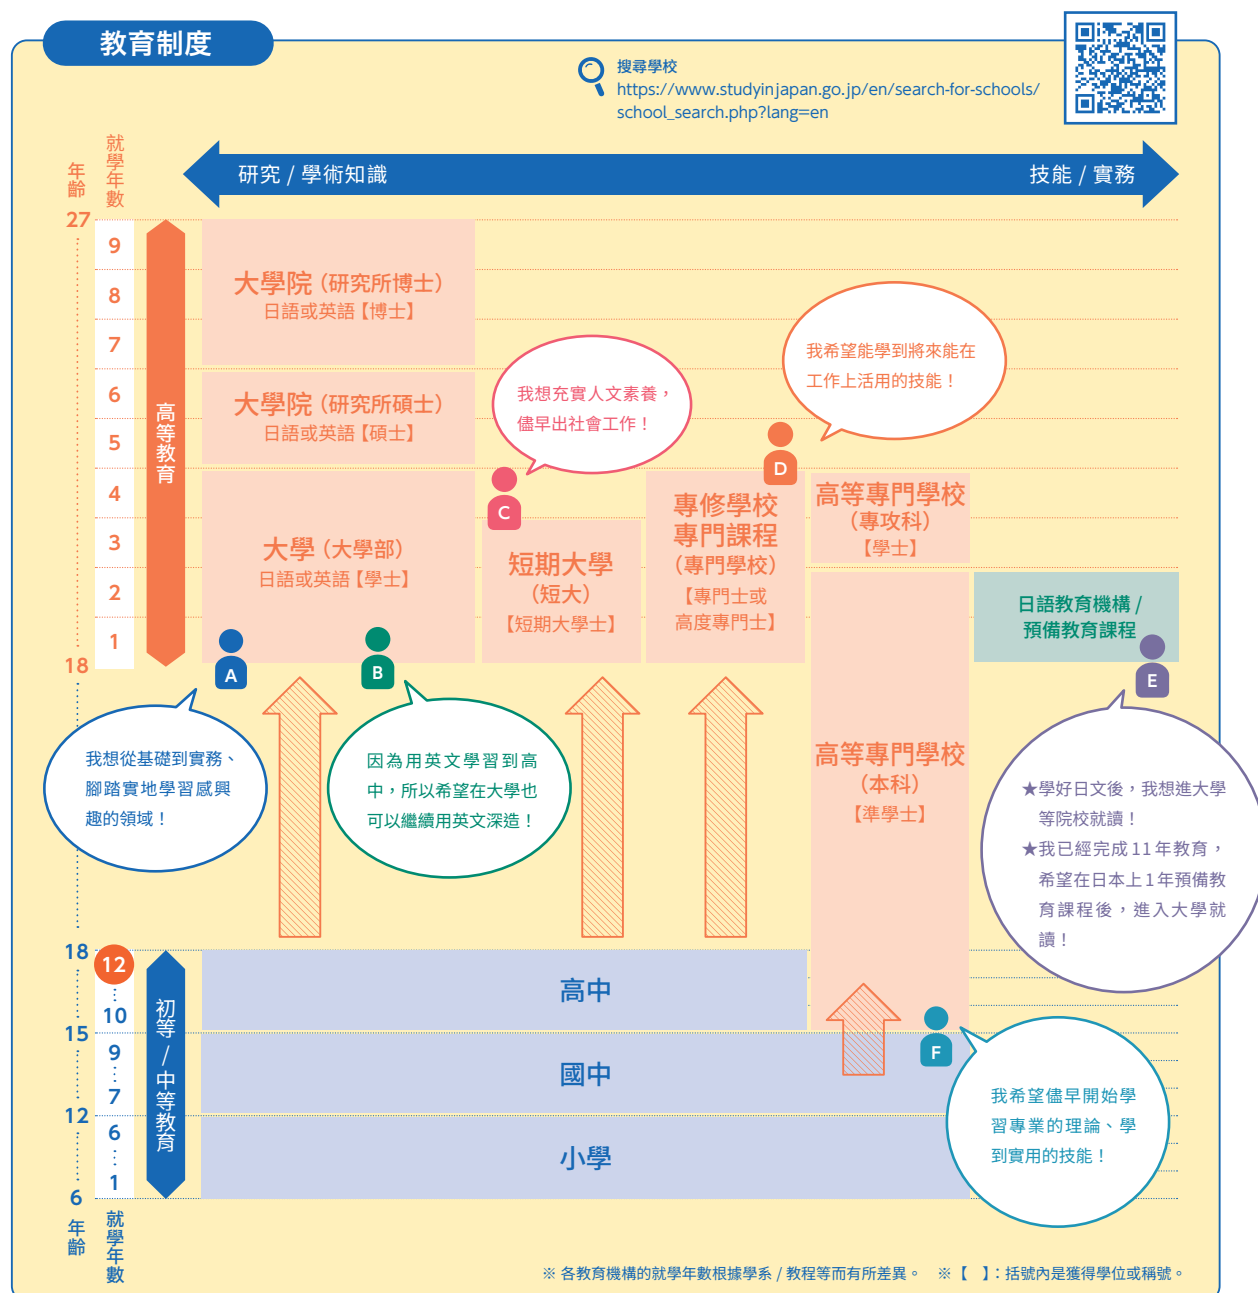 教育制度
搜尋學校
https://www.studyinjapan.go.jp/en/search-for-schools/
school_search.php?lang=en
年齡
就學年數
研究 / 學術知識
技能 / 實務
27
9
8
7
6
5
4
3
2
1
18
高等教育
大學院（研究所博士）
日語或英語【博士】
大學院（研究所碩士）
日語或英語【碩士】
大學（大學部）
日語或英語【學士】
我想充實人文素養，
儘早出社會工作！
C
短期大學
（短大）
【短期大學士】
我希望能學到將來能在
工作上活用的技能！
D
專修學校
專門課程
（專門學校）
【專門士或
高度專門士】
高等專門學校
（專攻科）
【學士】
日語教育機構 /
預備教育課程
A
我想從基礎到實務、
腳踏實地學習感興
趣的領域！
B
因為用英文學習到高
中，所以希望在大學也
可以繼續用英文深造！
高等專門學校
（本科）
【準學士】
E
★學好日文後，我想進大學
等院校就讀！
★我已經完成11年教育，
希望在日本上1年預備教
育課程後，進入大學就
讀！
18
12
10
15
9
7
12
6
1
6
初等/中等教育
高中
國中
小學
F
我希望儘早開始學
習專業的理論、學
到實用的技能！
年齡
就學年數
※ 各教育機構的就學年數根據學系 / 教程等而有所差異。 ※【 】：括號內是獲得學位或稱號。